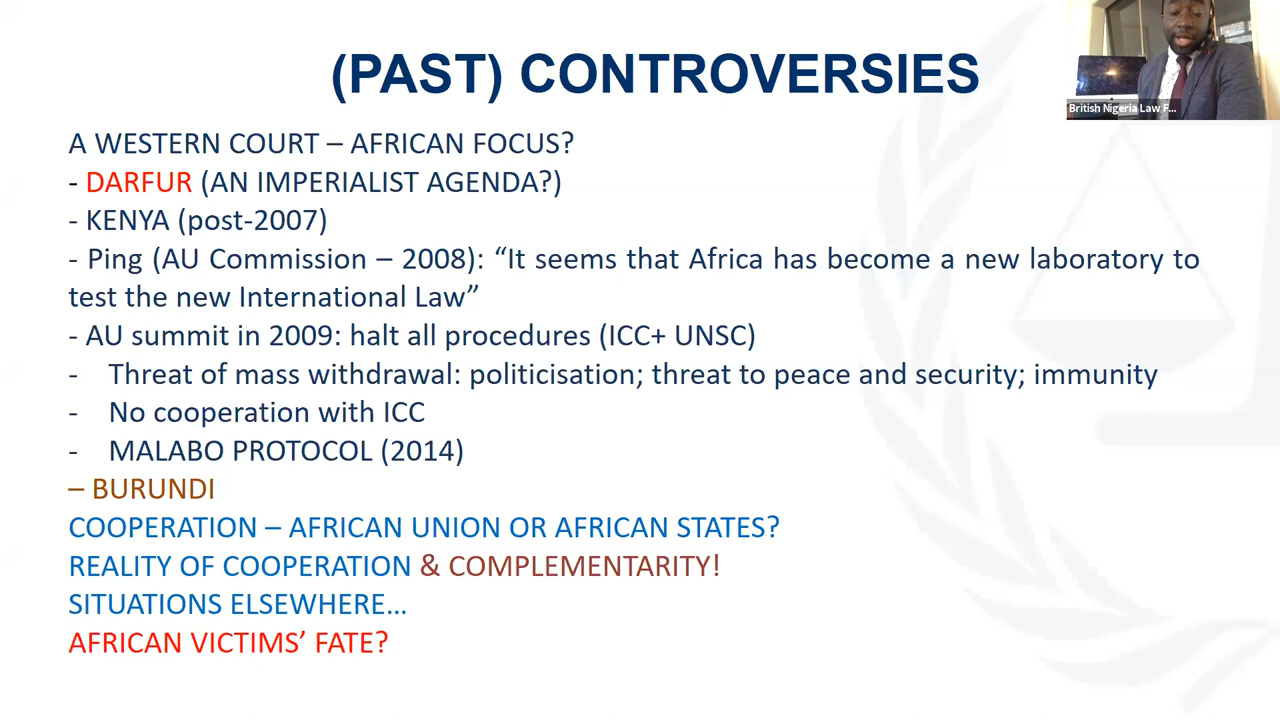 (PAST) CONTROVERSIES
British Nigeria Law F...
A WESTERN COURT – AFRICAN FOCUS?
- DARFUR (AN IMPERIALIST AGENDA?)
- KENYA (post-2007)
- Ping (AU Commission – 2008): “It seems that Africa has become a new laboratory to
test the new International Law”
- AU summit in 2009: halt all procedures (ICC+ UNSC)
- Threat of mass withdrawal: politicisation; threat to peace and security; immunity
- No cooperation with ICC
- MALABO PROTOCOL (2014)
– BURUNDI
COOPERATION – AFRICAN UNION OR AFRICAN STATES?
REALITY OF COOPERATION & COMPLEMENTARITY!
SITUATIONS ELSEWHERE…
AFRICAN VICTIMS’ FATE?